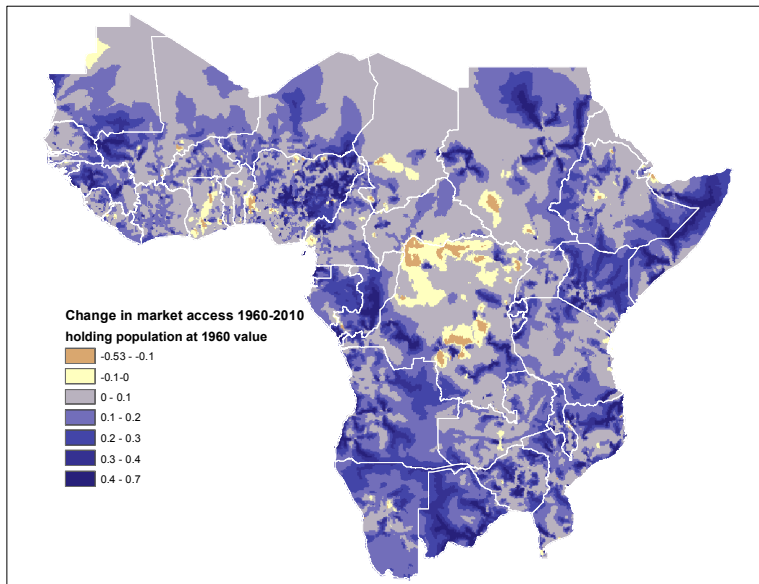 Change in market access 1960-2010
holding population at 1960 value
-0.53 - -0.1
-0.1-0
0 - 0.1
0.1 - 0.2
0.2 - 0.3
0.3 - 0.4
0.4 - 0.7